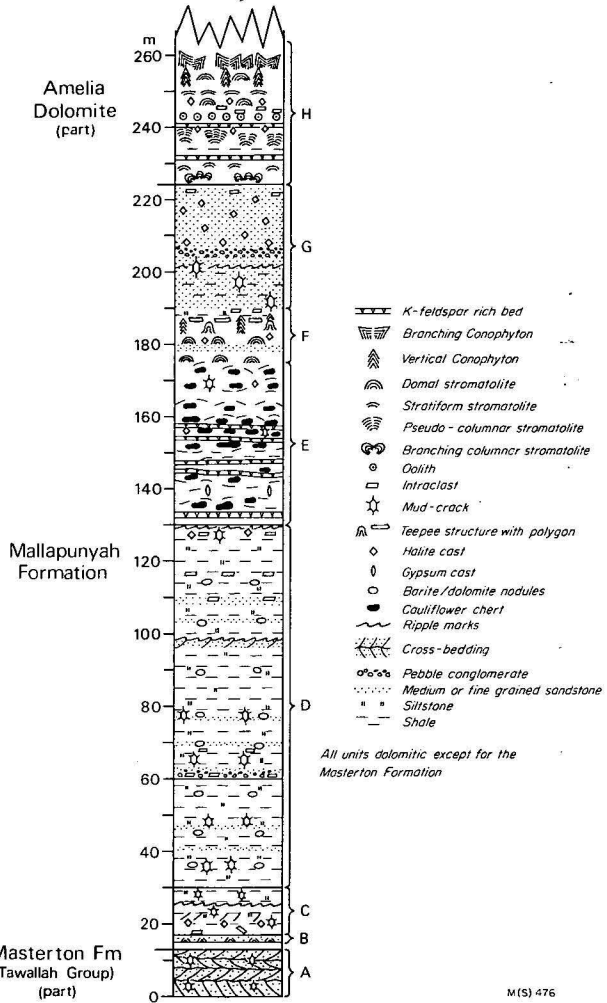 m
260
Amelia
Dolomite
(part)
240
H
220
200
G
180
F
160
E
140
Mallapunyah
Formation
120
100
80
D
60
40
20
C
B
Masterton Fm
(Tawallah Group)
(part)
A
0
K-feldspar rich bed
Branching Conophyton
Vertical Conophyton
Domal stromatolite
Stratiform stromatolite
Pseudo-columnar stromatolite
Branching columnar stromatolite
Oolith
Intraclast
Mud-crack
Teepee structure with polygon
Halite cast
Gypsum cast
Barite/dolomite nodules
Cauliflower chert
Ripple marks
Cross-bedding
Pebble conglomerate
Medium or fine grained sandstone
Siltstone
Shale
All units dolomitic except for the
Masterton Formation
M(S) 476